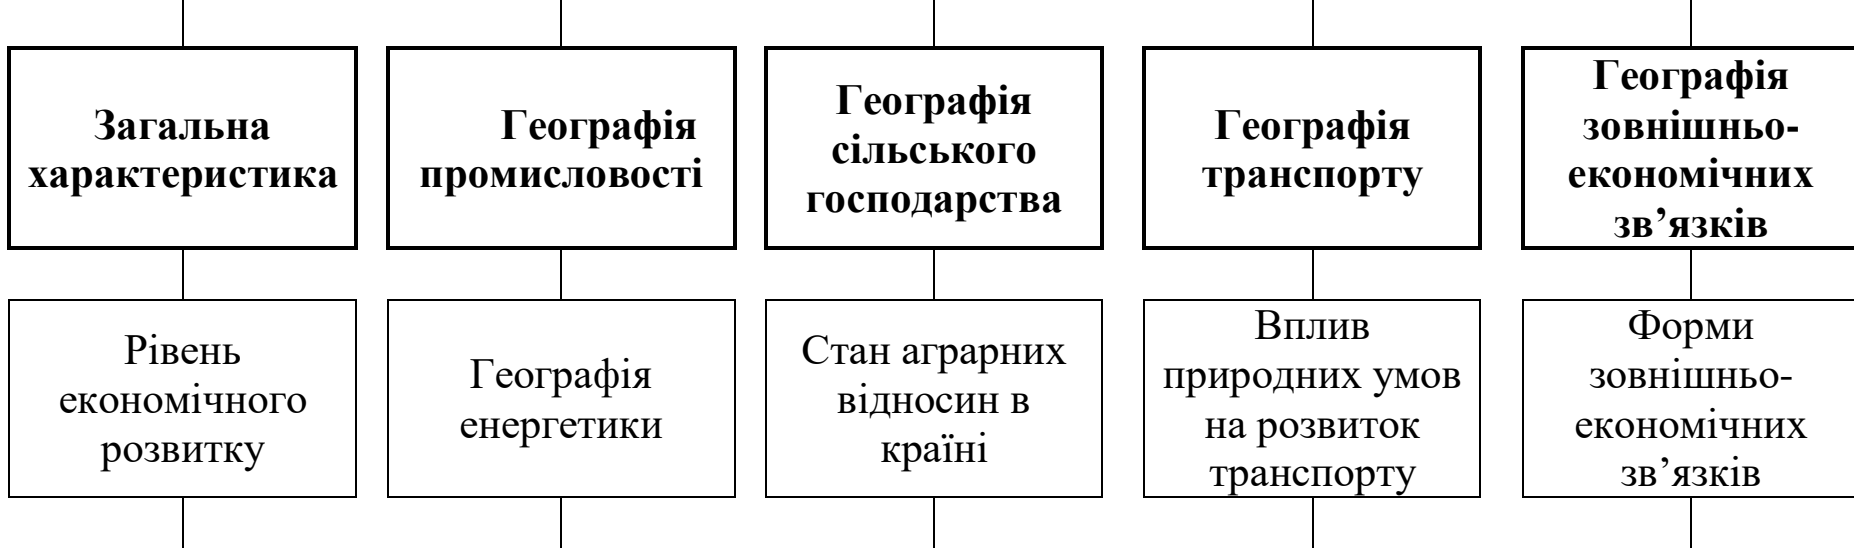 Загальна
характеристика
Географія
промисловості
Географія
сільського
господарства
Географія
транспорту
Географія
зовнішньо-
економічних
зв’язків
Рівень
економічного
розвитку
Географія
енергетики
Стан аграрних
відносин в
країні
Вплив
природних умов
на розвиток
транспорту
Форми
зовнішньо-
економічних
зв’язків